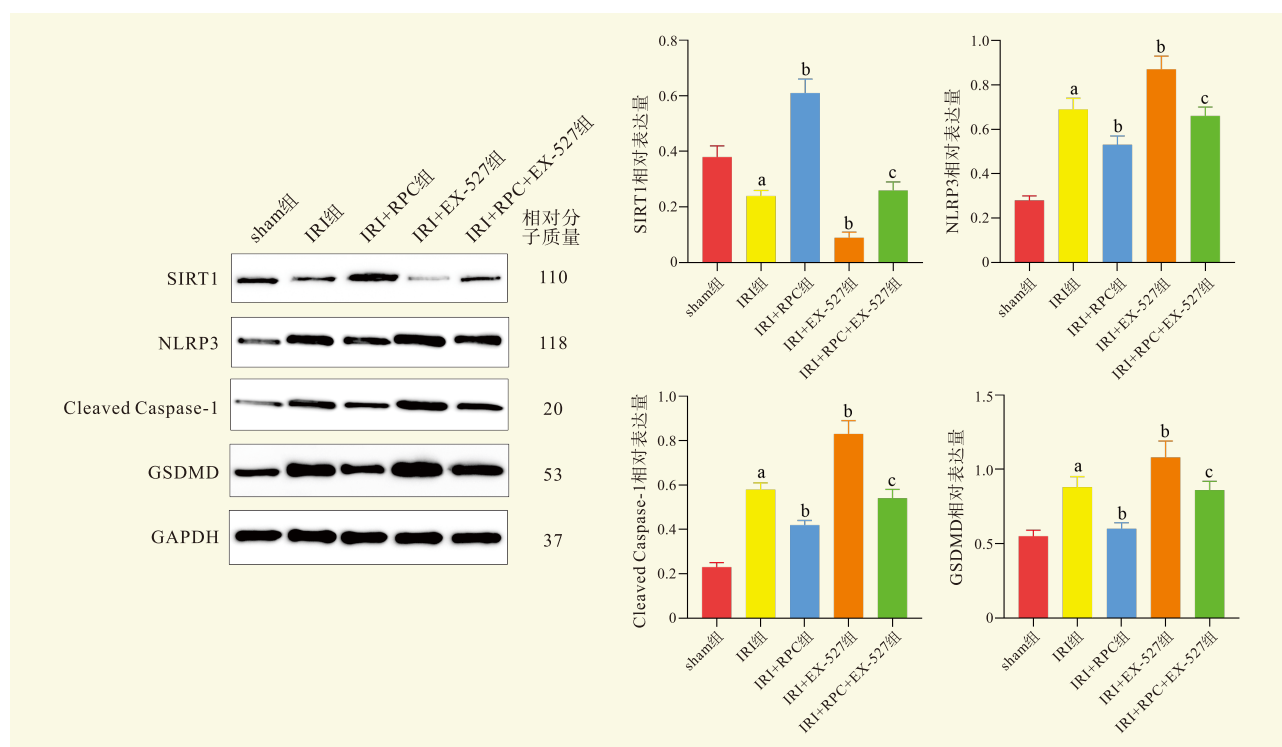 sham组
IRI组
IRI+RPC组
IRI+EX-527组
IRI+RPC+EX-527组
相对分
子质量
SIRT1
110
NLRP3
118
Cleaved Caspase-1
20
GSDMD
53
GAPDH
37
SIRT1相对表达量
0.8
0.6
0.4
0.2
0
a
b
b
c
sham组
IRI组
IRI+RPC组
IRI+EX-527组
IRI+RPC+EX-527组
NLRP3相对表达量
1.0
0.8
0.6
0.4
0.2
0
a
b
b
c
sham组
IRI组
IRI+RPC组
IRI+EX-527组
IRI+RPC+EX-527组
Cleaved Caspase-1相对表达量
1.0
0.8
0.6
0.4
0.2
0
a
b
b
c
sham组
IRI组
IRI+RPC组
IRI+EX-527组
IRI+RPC+EX-527组
GSDMD相对表达量
1.5
1.0
0.5
0
a
b
b
c
sham组
IRI组
IRI+RPC组
IRI+EX-527组
IRI+RPC+EX-527组